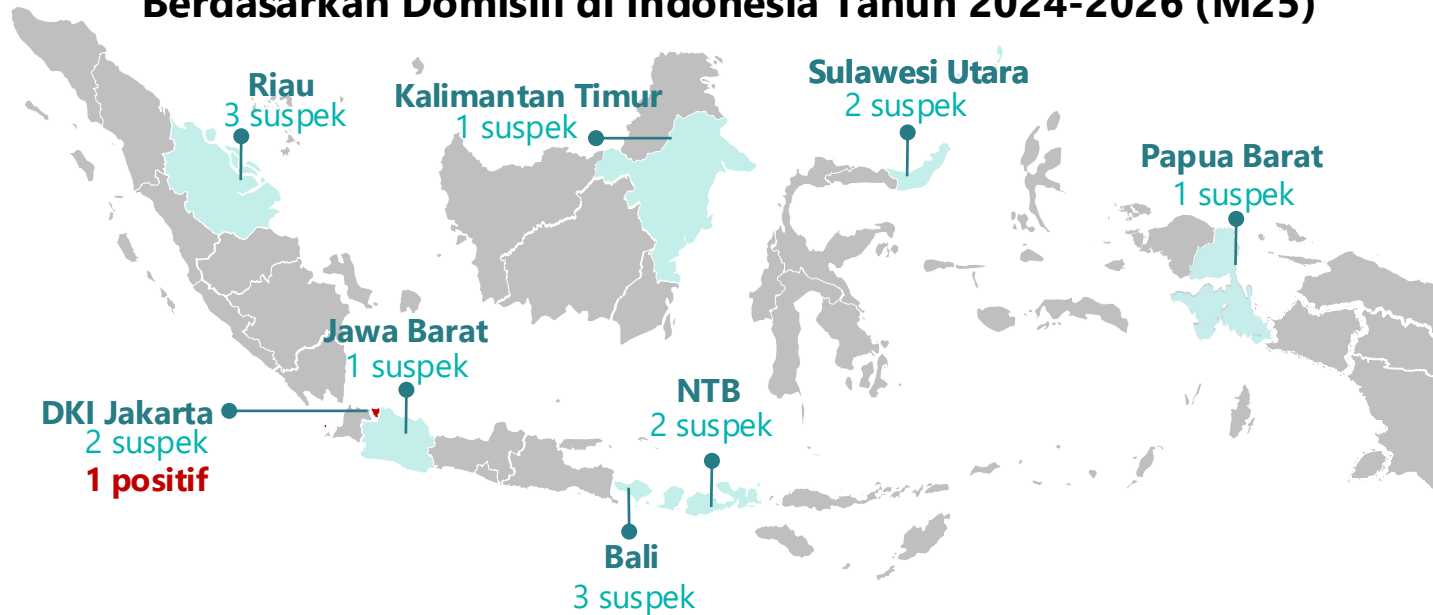 Berdasarkan Domisili di Indonesia Tahun 2024-2026 (M25)
Riau
3 suspek
Kalimantan Timur
1 suspek
Sulawesi Utara
2 suspek
Papua Barat
1 suspek
Jawa Barat
1 suspek
DKI Jakarta
2 suspek
1 positif
NTB
2 suspek
Bali
3 suspek